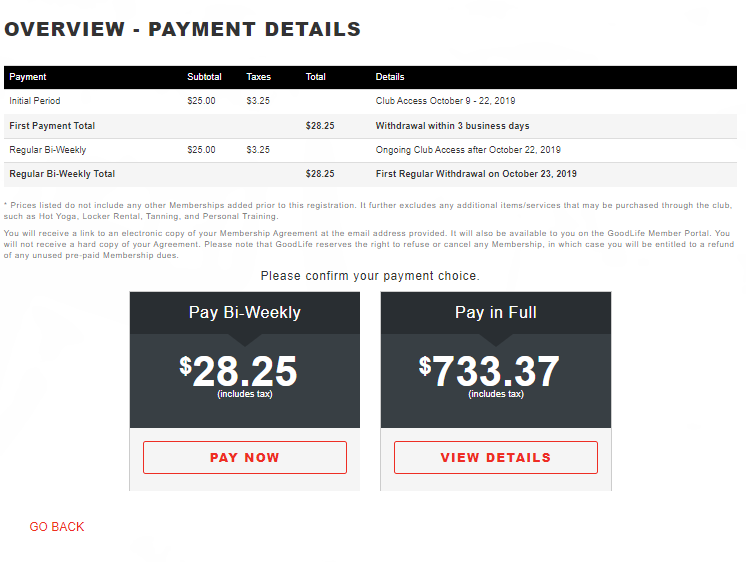 OVERVIEW - PAYMENT DETAILS
Payment Subtotal Taxes Total Details
Initial Period $25.00 $3.25 Club Access October 9 - 22, 2019
First Payment Total $28.25 Withdrawal within 3 business days
Regular Bi-Weekly $25.00 $3.25 Ongoing Club Access after October 22, 2019
Regular Bi-Weekly Total $28.25 First Regular Withdrawal on October 23, 2019
* Prices listed do not include any other Memberships added prior to this registration. It further excludes any additional items/services that may be purchased through the club,
such as Hot Yoga, Locker Rental, Tanning, and Personal Training.
You will receive a link to an electronic copy of your Membership Agreement at the email address provided. It will also be available to you on the GoodLife Member Portal. You
will not receive a hard copy of your Agreement. Please note that GoodLife reserves the right to refuse or cancel any Membership, in which case you will be entitled to a refund
of any unused pre-paid Membership dues.
Please confirm your payment choice.
Pay Bi-Weekly
$28.25
(includes tax)
PAY NOW
Pay in Full
$733.37
(includes tax)
VIEW DETAILS
GO BACK